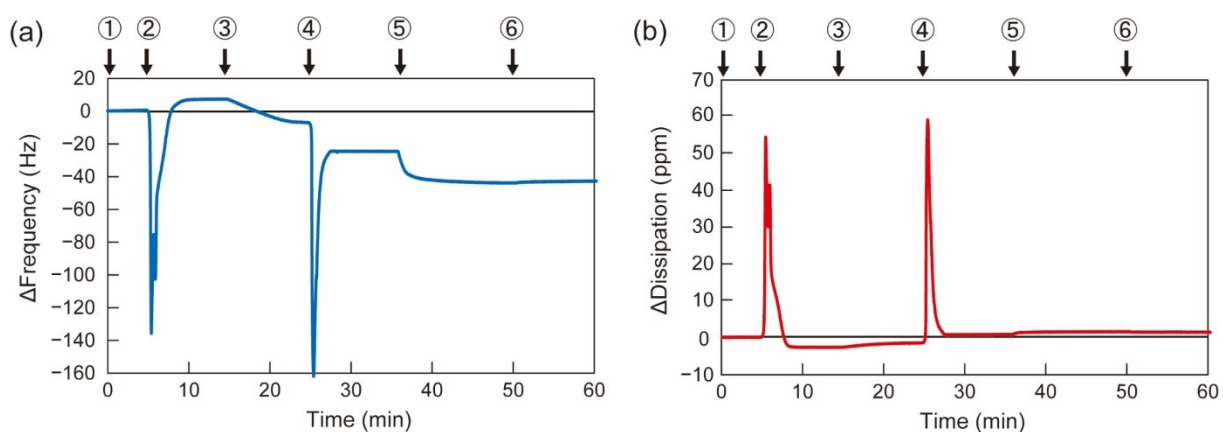 (a)
① ② ③ ④ ⑤ ⑥
ΔFrequency (Hz)
20
0
−20
−40
−60
−80
−100
−120
−140
−160
0 10 20 30 40 50 60
Time (min)
(b)
① ② ③ ④ ⑤ ⑥
ΔDissipation (ppm)
70
60
50
40
30
20
10
0
−10
0 10 20 30 40 50 60
Time (min)